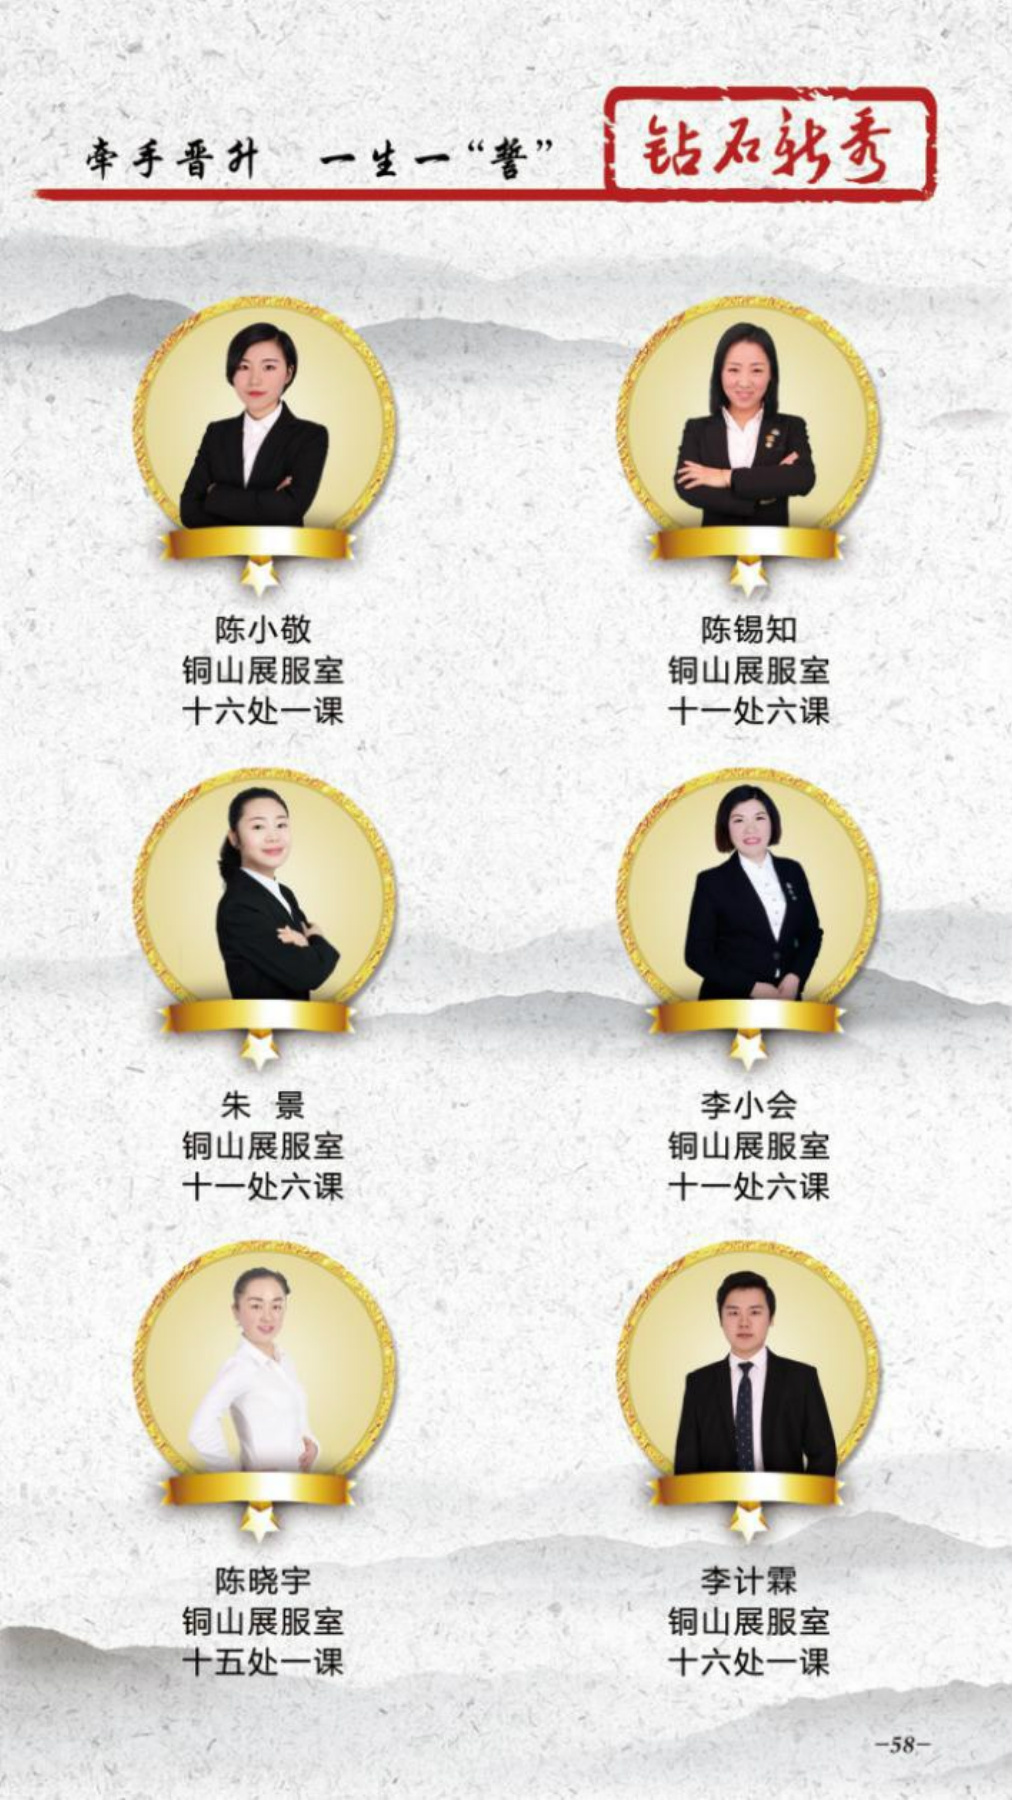 牵手晋升 一生一“誓”
钻石新秀
陈小敬
铜山展服室
十六处一课
陈锡知
铜山展服室
十一处六课
朱 景
铜山展服室
十一处六课
李小会
铜山展服室
十一处六课
陈晓宇
铜山展服室
十五处一课
李计霖
铜山展服室
十六处一课
-58-